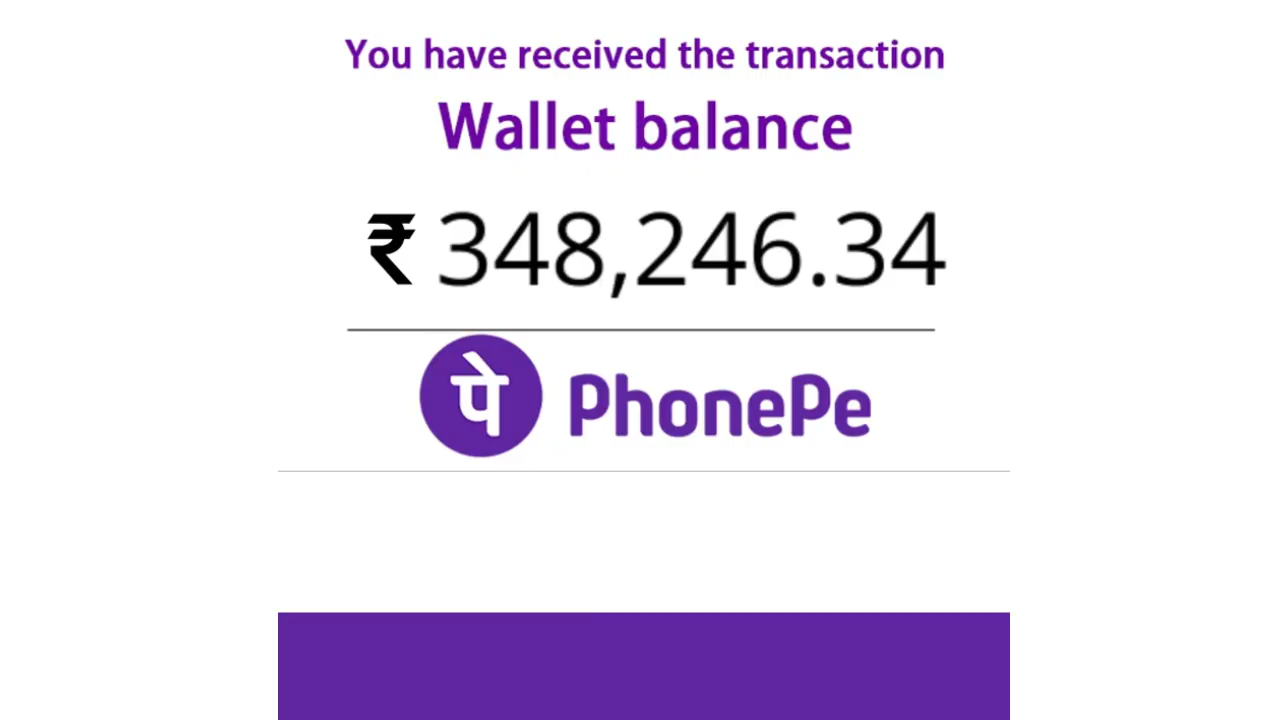 You have received the transaction
Wallet balance
₹ 348,246.34
पे PhonePe